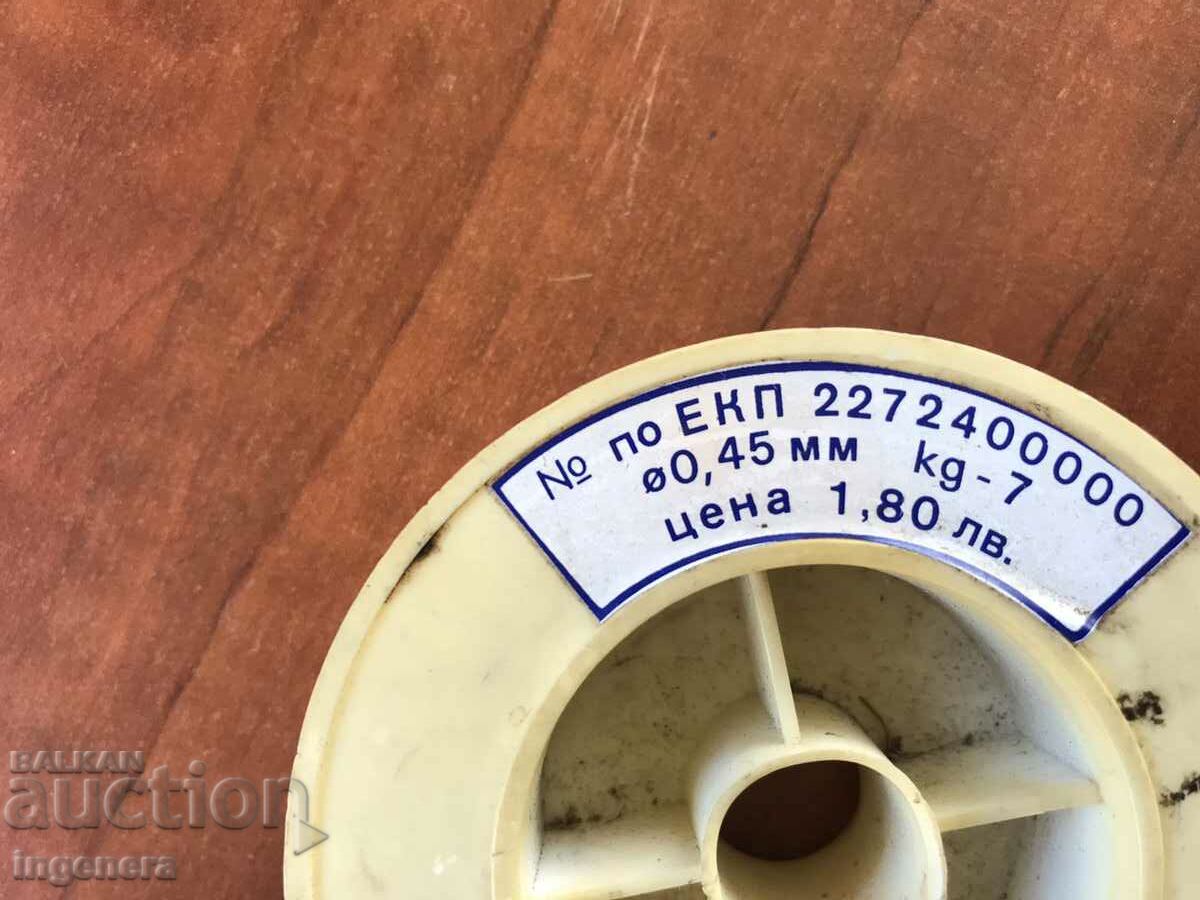 № по ЕКП 2272400000
ø0,45 мм kg - 7
цена 1,80 лв.
BALKAN
auction
ingenera